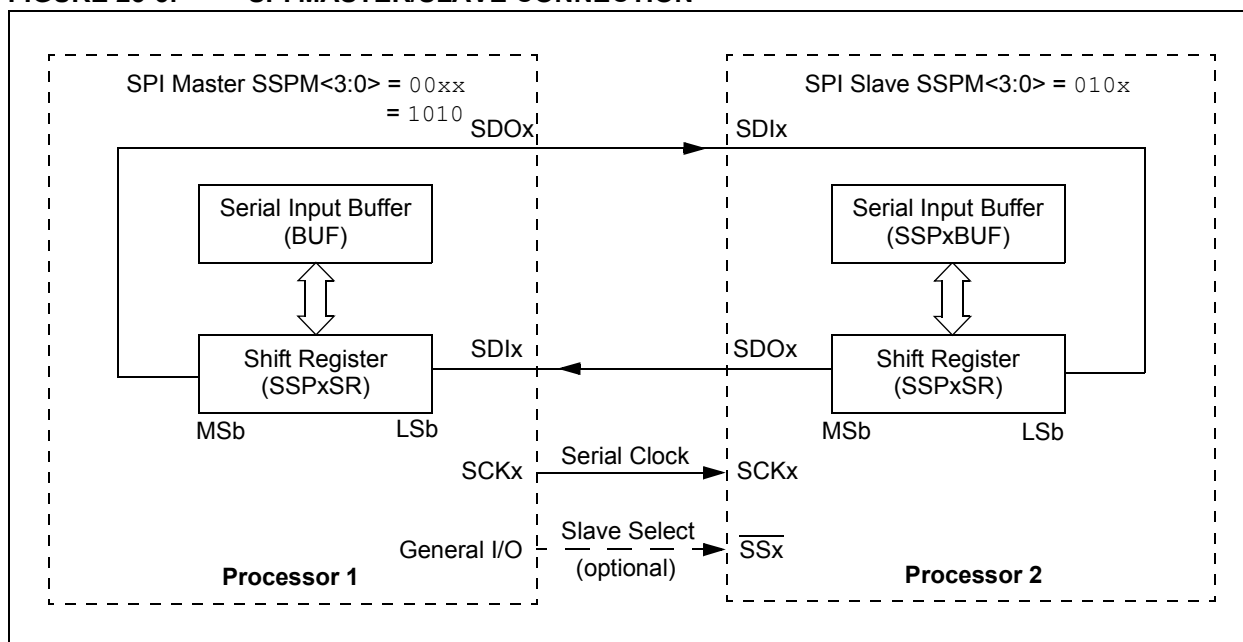 SPI Master SSPM<3:0> = 00xx
= 1010
SDOx
SDIx
SPI Slave SSPM<3:0> = 010x
Serial Input Buffer
(BUF)
Serial Input Buffer
(SSPxBUF)
Shift Register
(SSPxSR)
MSb
LSb
SDIx
SDOx
Shift Register
(SSPxSR)
MSb
LSb
SCKx
Serial Clock
SCKx
General I/O
Slave Select
(optional)
SSx
Processor 1
Processor 2